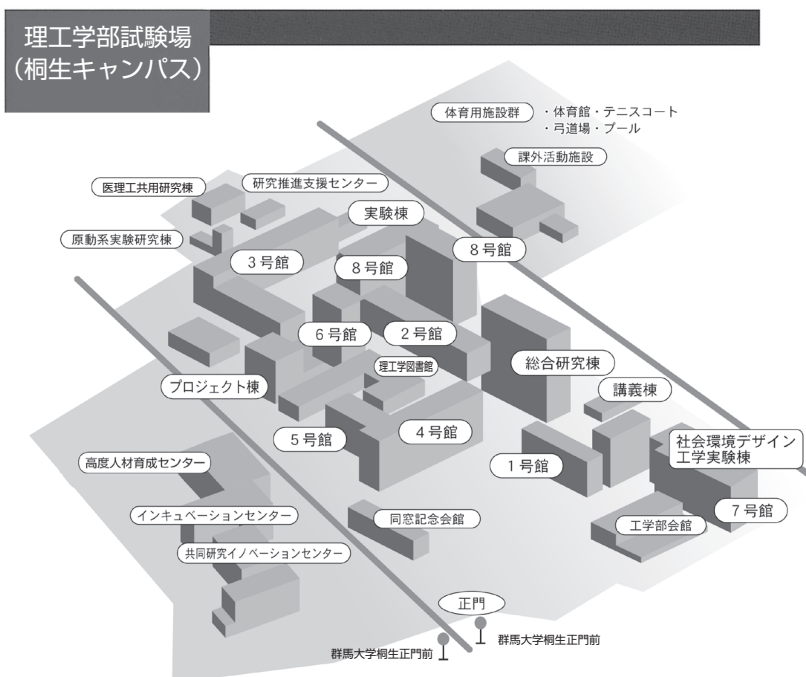 理工学部試験場
（桐生キャンパス）
体育用施設群
・体育館・テニスコート
・弓道場・プール
課外活動施設
医理工共用研究棟
研究推進支援センター
実験棟
原動系実験研究棟
3号館
8号館
8号館
6号館
2号館
総合研究棟
理工学図書館
プロジェクト棟
講義棟
5号館
4号館
社会環境デザイン
工学実験棟
高度人材育成センター
1号館
インキュベーションセンター
同窓記念会館
7号館
工学部会館
共同研究イノベーションセンター
正門
群馬大学桐生正門前
群馬大学桐生正門前